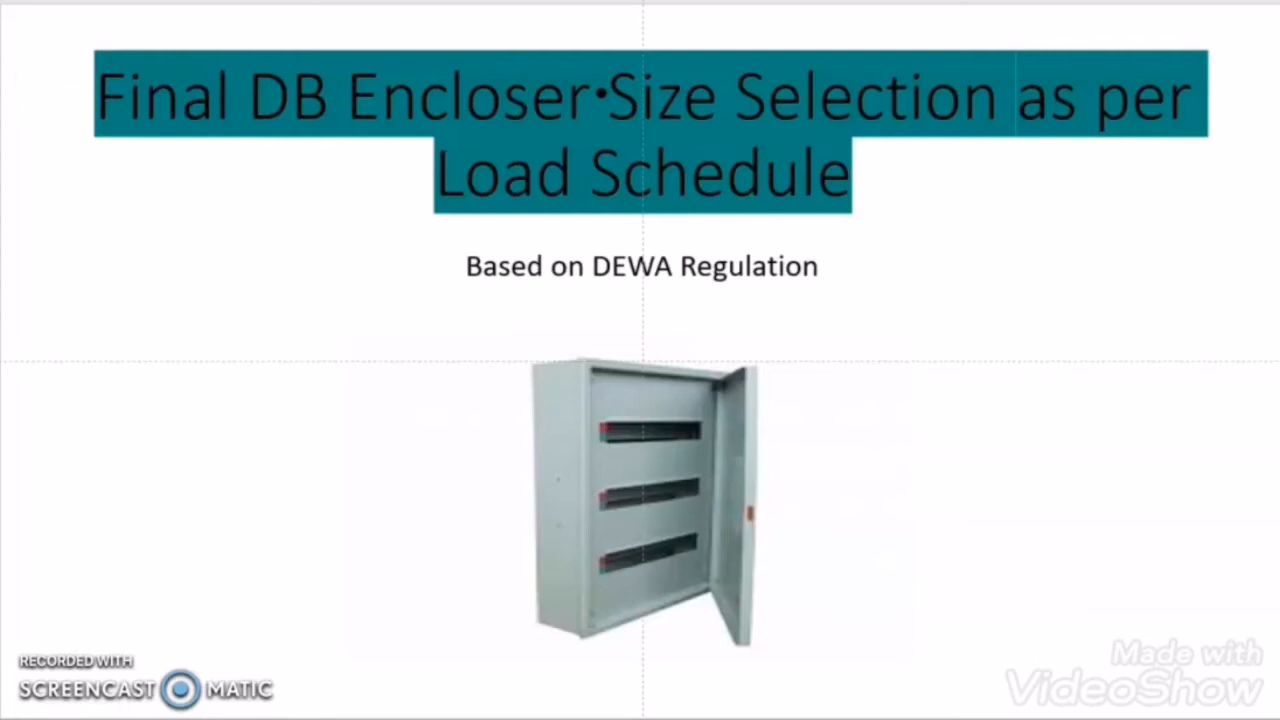 Final DB Encloser•Size Selection as per
Load Schedule
Based on DEWA Regulation
RECORDED WITH
SCREENCAST MATIC
Made with
VideoShow